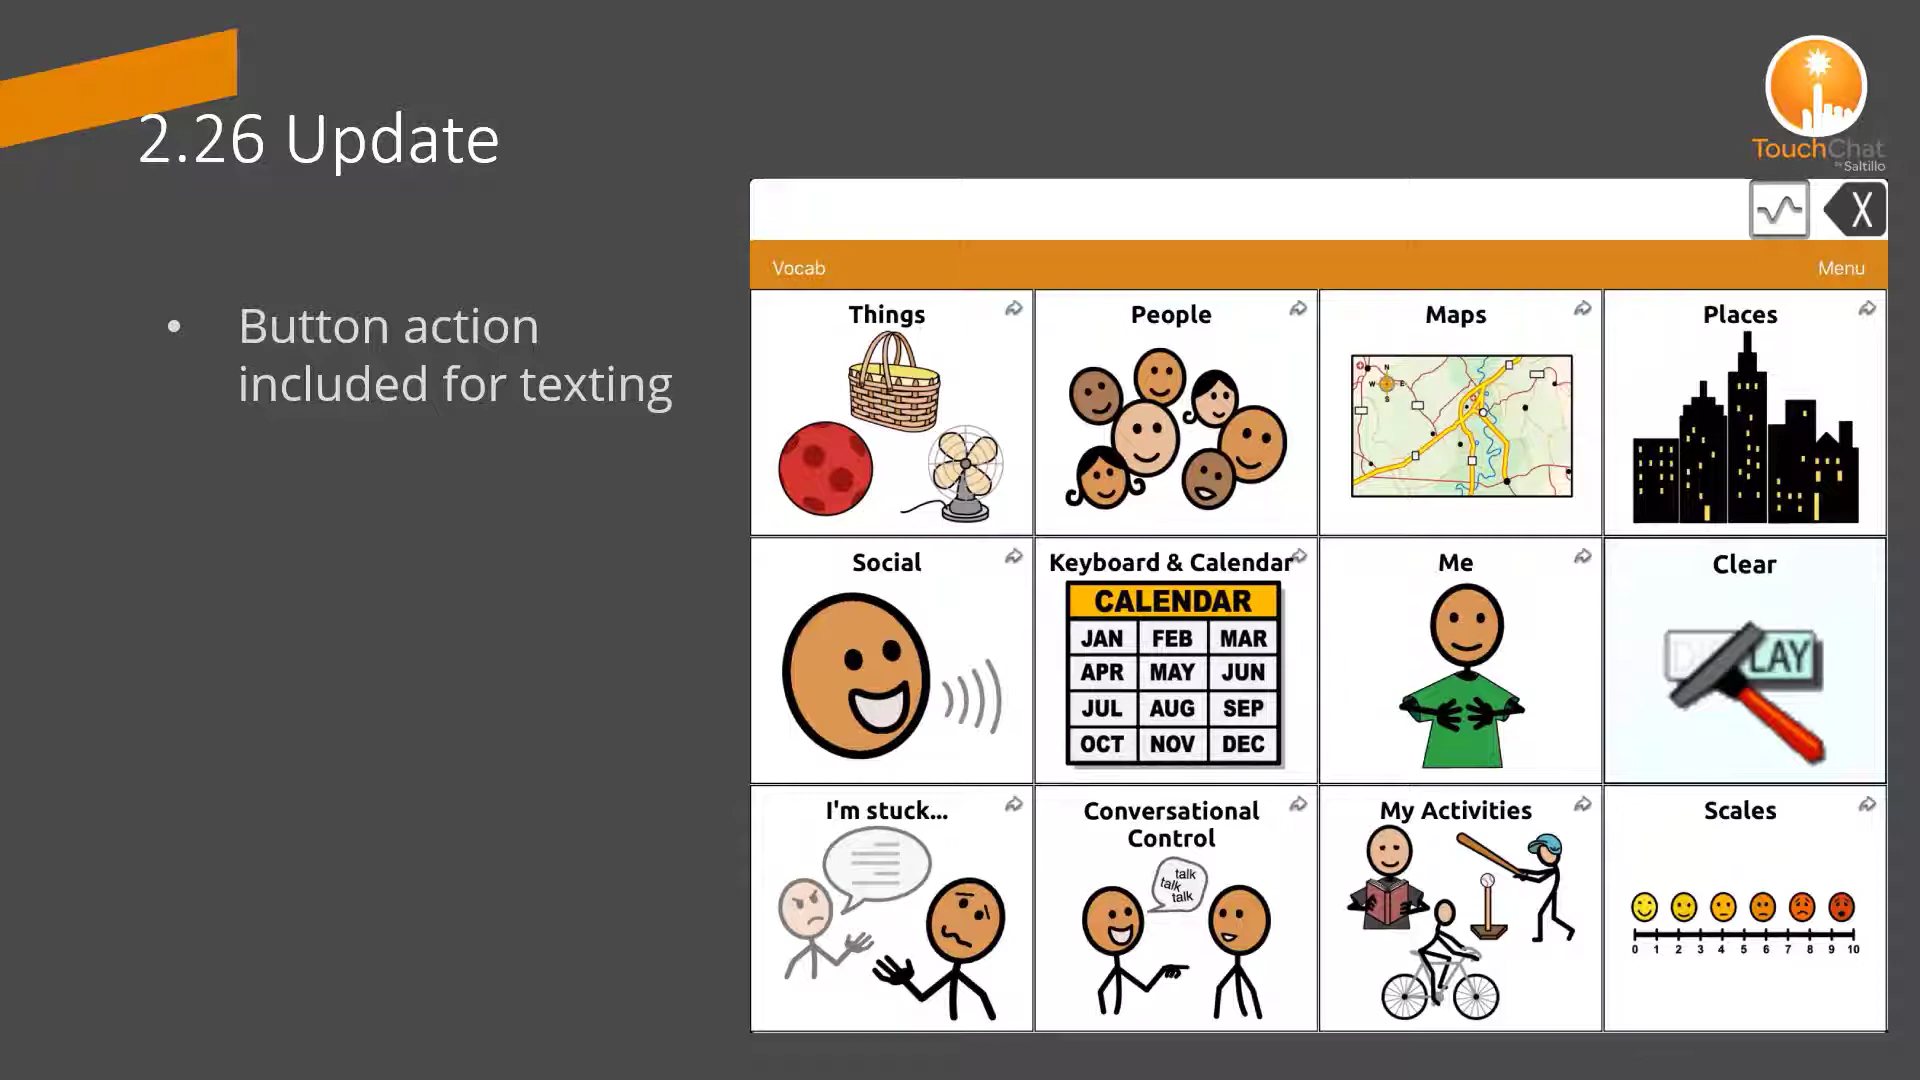 2.26 Update
• Button action
included for texting
TouchChat
by Saltillo
X
Vocab
Menu
Things
People
Maps
Places
N
W
E
S
Social
Keyboard & Calendar
Me
Clear
CALENDAR
JAN FEB MAR
APR MAY JUN
JUL AUG SEP
OCT NOV DEC
LAY
I'm stuck...
Conversational
Control
My Activities
Scales
talk
talk
talk
0 1 2 3 4 5 6 7 8 9 10